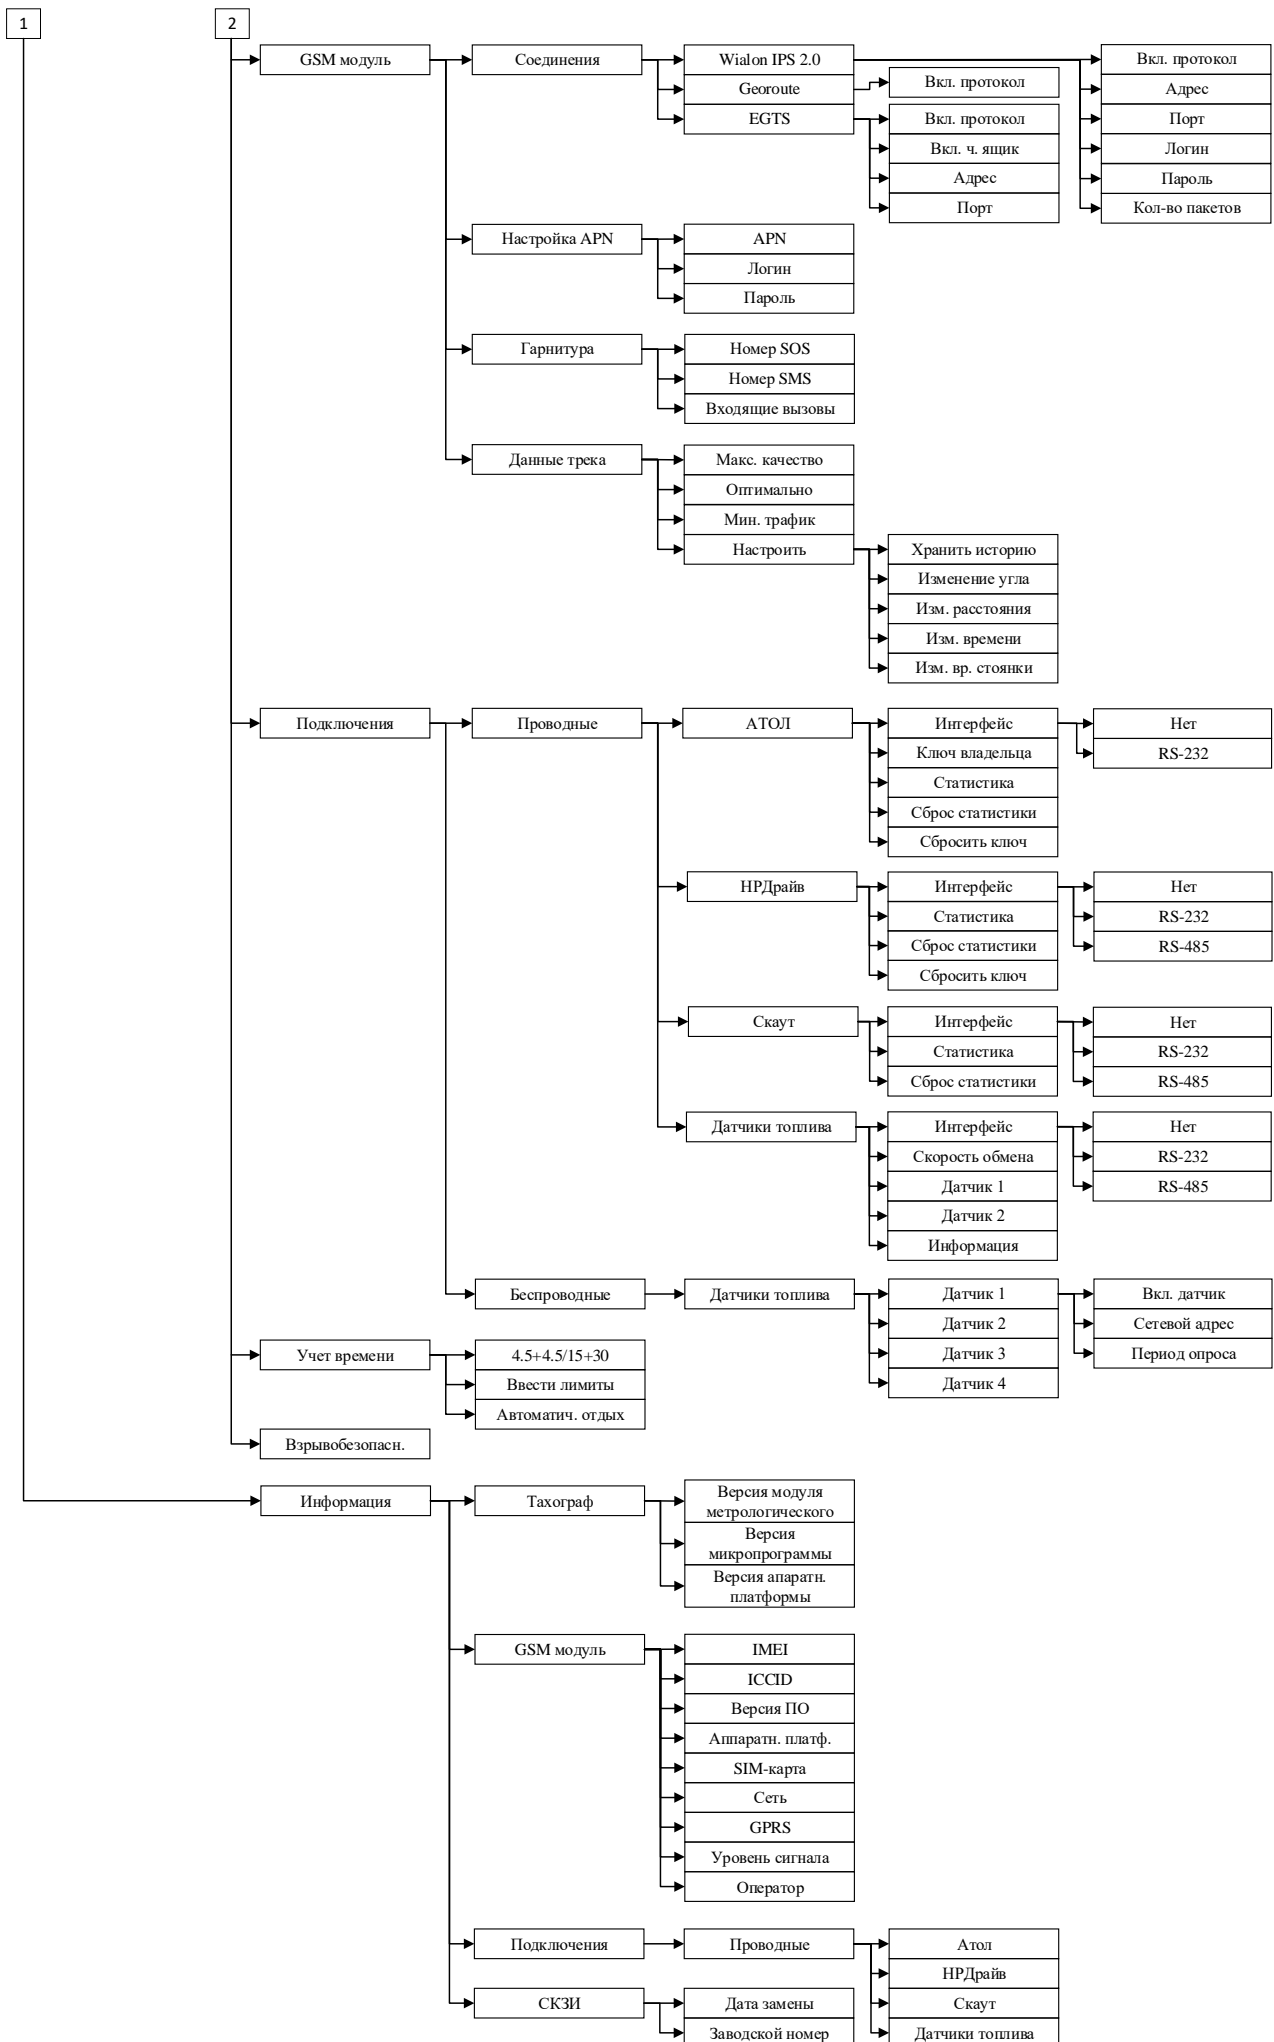 1
2
GSM модуль
Соединения
Wialon IPS 2.0
Вкл. протокол
Адрес
Порт
Логин
Пароль
Кол-во пакетов
Georoute
Вкл. протокол
EGTS
Вкл. протокол
Вкл. ч. ящик
Адрес
Порт
Настройка APN
APN
Логин
Пароль
Гарнитура
Номер SOS
Номер SMS
Входящие вызовы
Данные трека
Макс. качество
Оптимально
Мин. трафик
Настроить
Хранить историю
Изменение угла
Изм. расстояния
Изм. времени
Изм. вр. стоянки
Подключения
Проводные
АТОЛ
Интерфейс
Нет
RS-232
Ключ владельца
Статистика
Сброс статистики
Сбросить ключ
НРДрайв
Интерфейс
Нет
RS-232
RS-485
Статистика
Сброс статистики
Сбросить ключ
Скаут
Интерфейс
Нет
RS-232
RS-485
Статистика
Сброс статистики
Датчики топлива
Интерфейс
Нет
RS-232
RS-485
Скорость обмена
Датчик 1
Датчик 2
Информация
Беспроводные
Датчики топлива
Датчик 1
Вкл. датчик
Сетевой адрес
Период опроса
Датчик 2
Датчик 3
Датчик 4
Учет времени
4.5+4.5/15+30
Ввести лимиты
Автоматич. отдых
Взрывобезопасн.
Информация
Тахограф
Версия модуля
метрологического
Версия
микропрограммы
Версия апаратн.
платформы
GSM модуль
IMEI
ICCID
Версия ПО
Аппаратн. платф.
SIM-карта
Сеть
GPRS
Уровень сигнала
Оператор
Подключения
Проводные
Атол
НРДрайв
Скаут
Датчики топлива
СКЗИ
Дата замены
Заводской номер